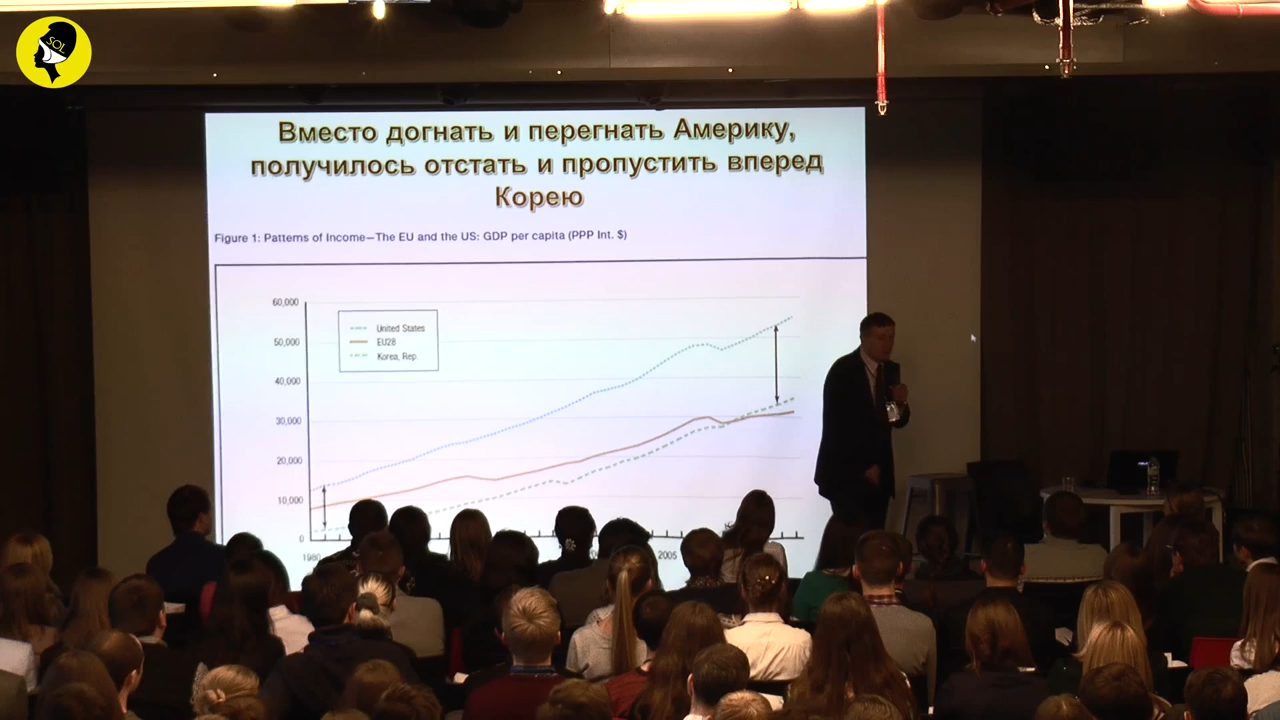 SOL
Вместо догнать и перегнать Америку,
получилось отстать и пропустить вперед
Корею
Figure 1: Patterns of Income—The EU and the US: GDP per capita (PPP Int. $)
60,000
50,000
40,000
30,000
20,000
10,000
0
United States
EU28
Korea, Rep.
1980
2005